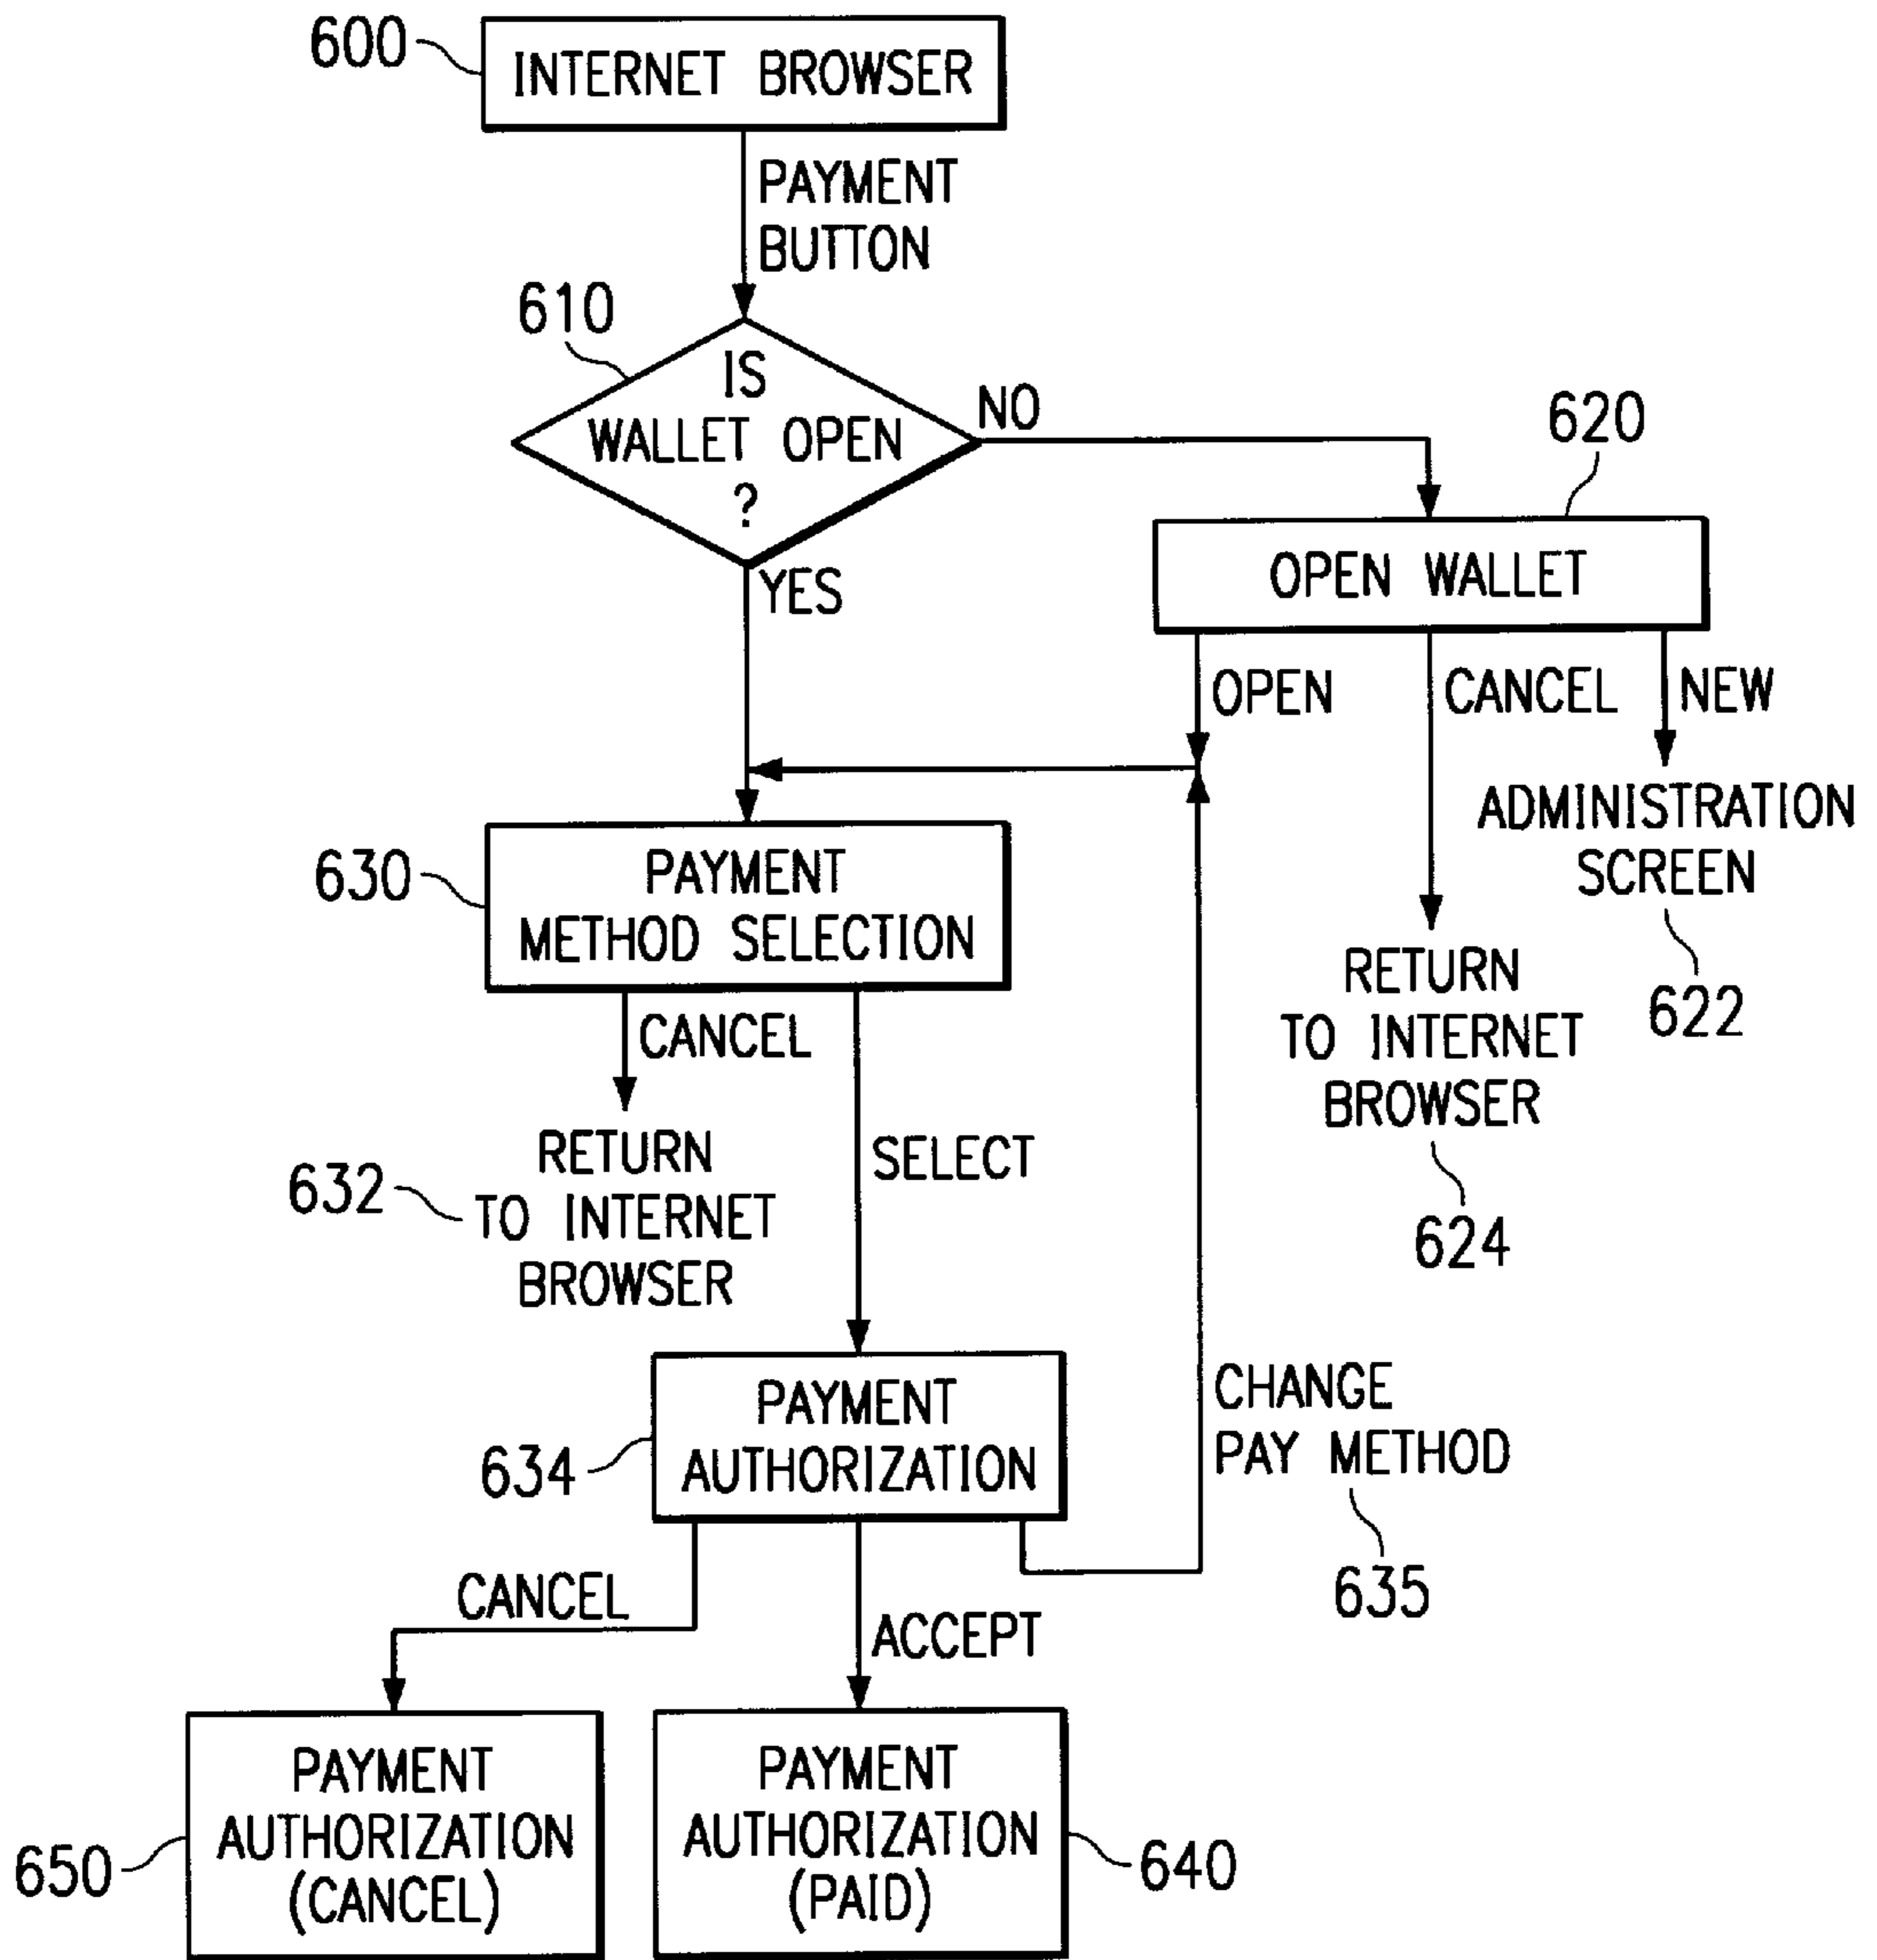 600
INTERNET BROWSER
PAYMENT
BUTTON
610
IS
WALLET OPEN
?
NO
YES
620
OPEN WALLET
OPEN
CANCEL
NEW
ADMINISTRATION
SCREEN
622
RETURN
TO INTERNET
BROWSER
624
630
PAYMENT
METHOD SELECTION
CANCEL
SELECT
632
RETURN
TO INTERNET
BROWSER
634
PAYMENT
AUTHORIZATION
CHANGE
PAY METHOD
635
CANCEL
ACCEPT
650
PAYMENT
AUTHORIZATION
(CANCEL)
PAYMENT
AUTHORIZATION
(PAID)
640